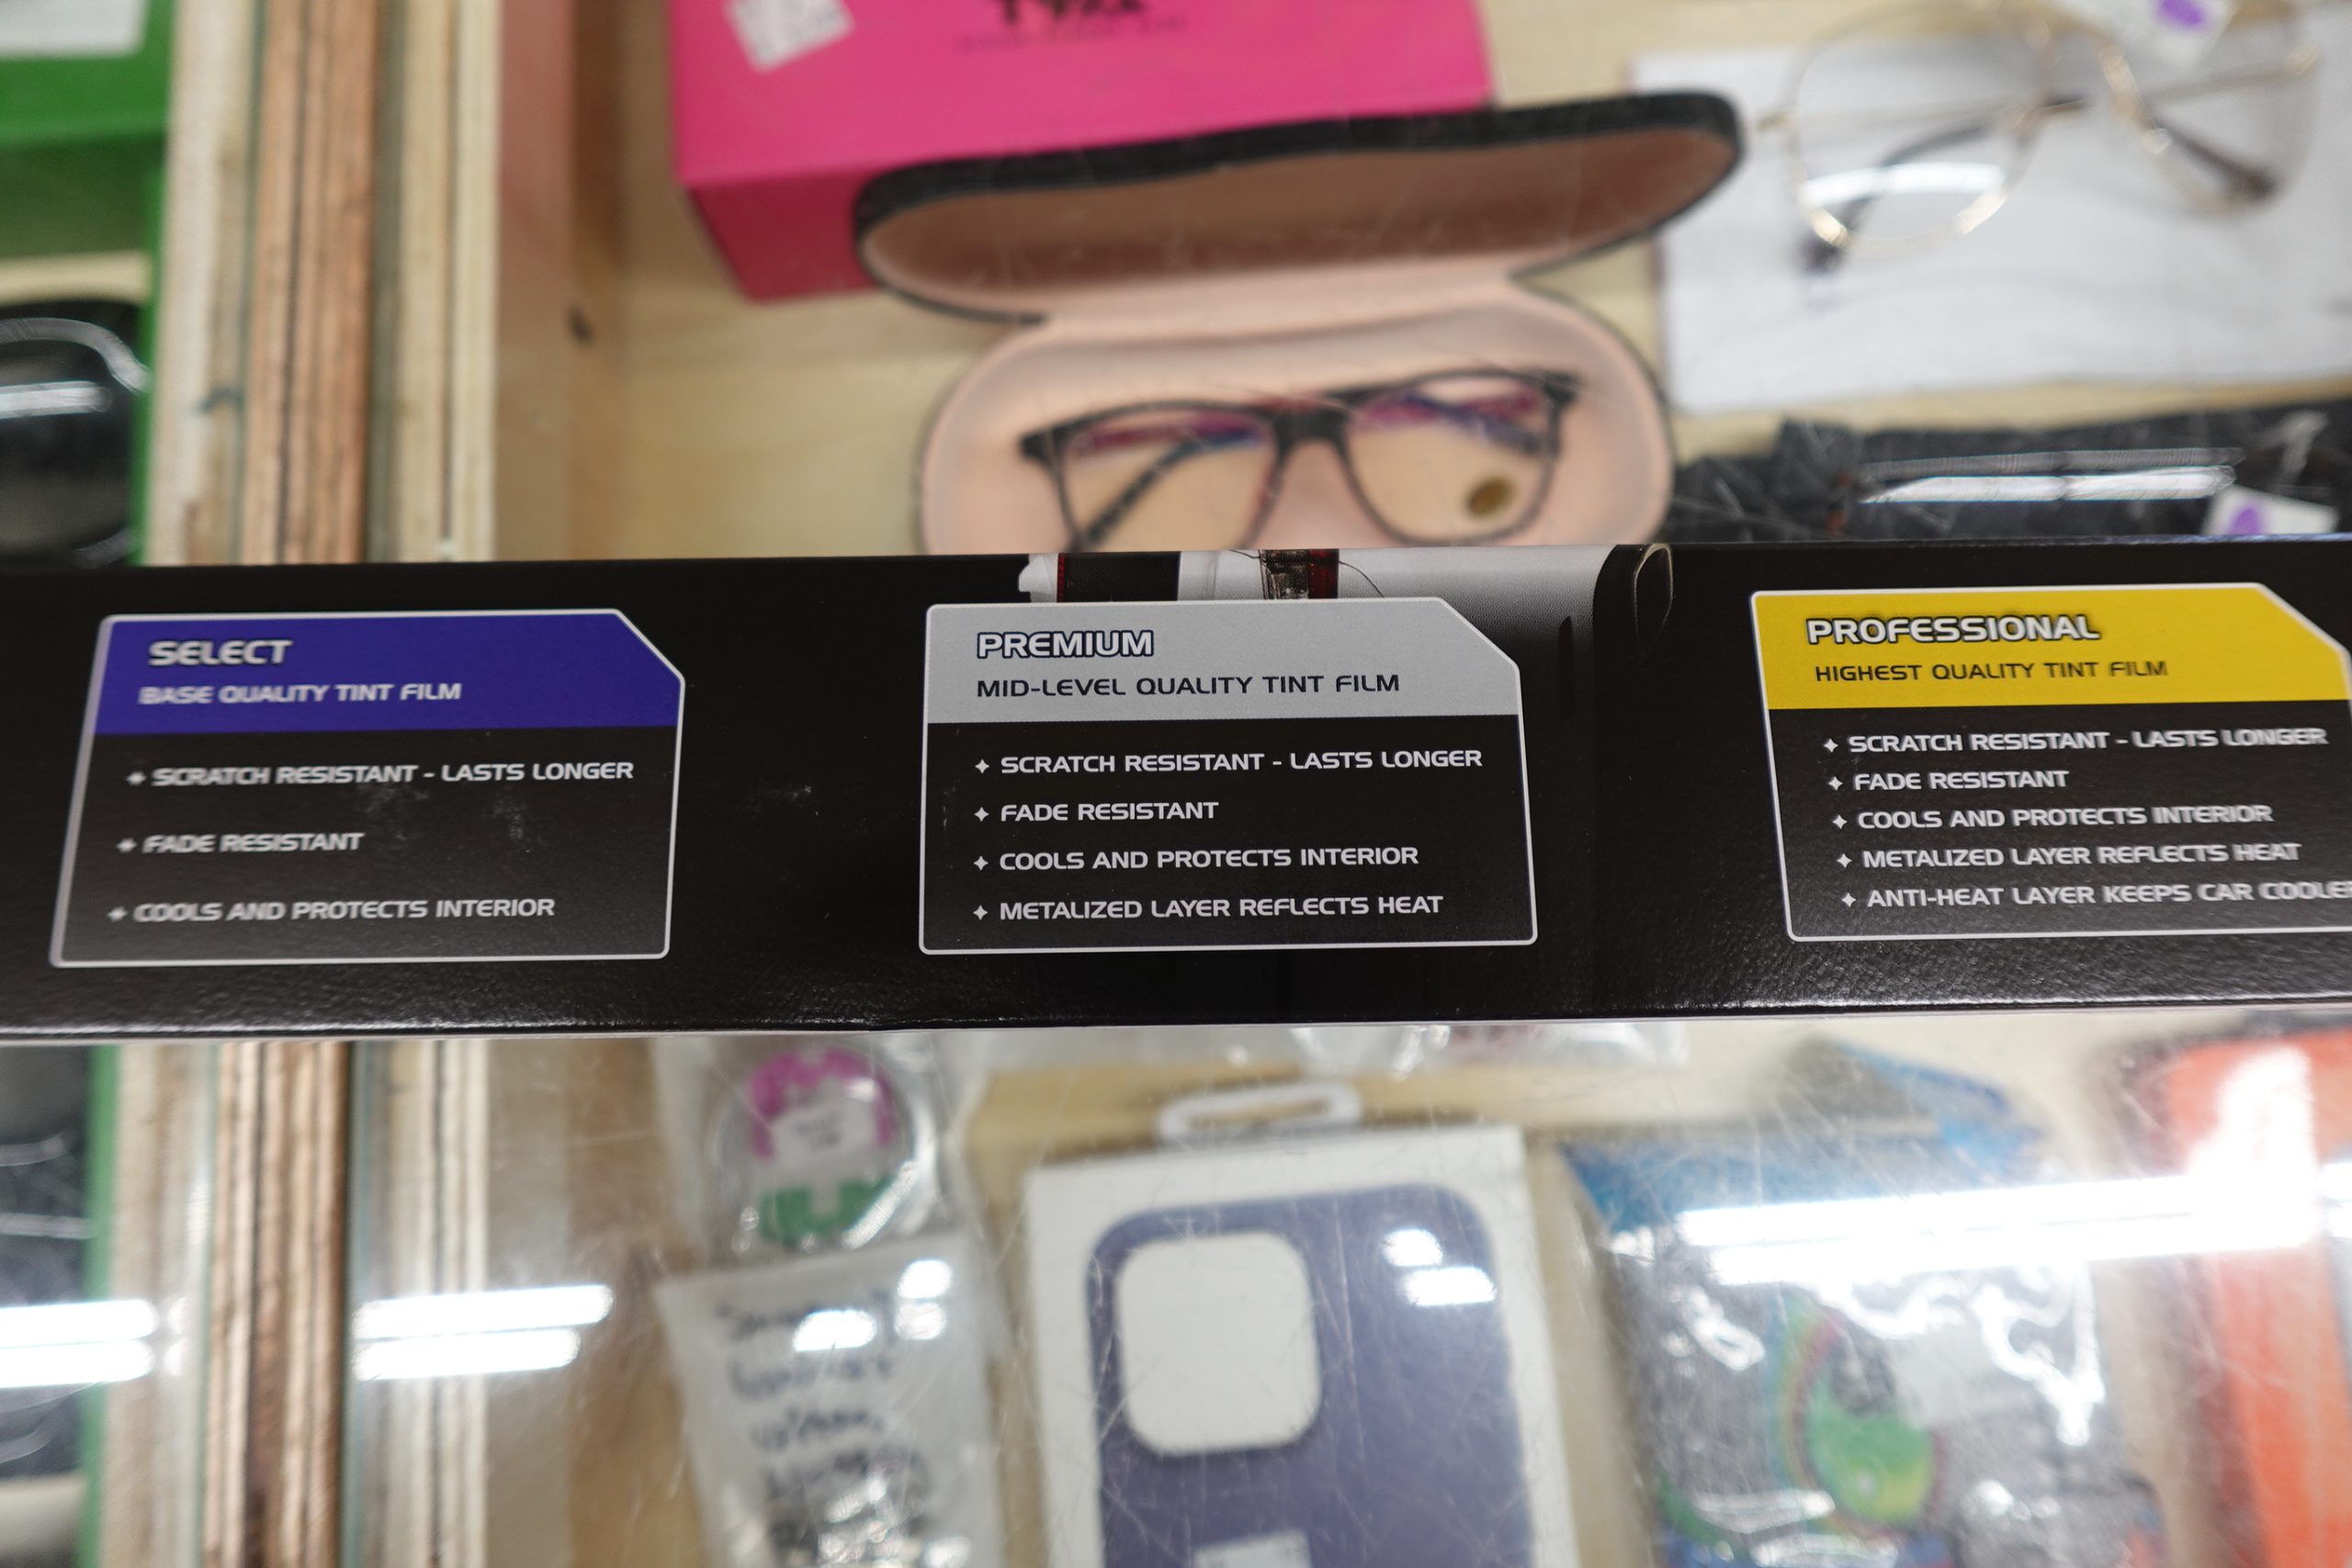 SELECT
BASE QUALITY TINT FILM
✦ SCRATCH RESISTANT - LASTS LONGER
✦ FADE RESISTANT
✦ COOLS AND PROTECTS INTERIOR
PREMIUM
MID-LEVEL QUALITY TINT FILM
✦ SCRATCH RESISTANT - LASTS LONGER
✦ FADE RESISTANT
✦ COOLS AND PROTECTS INTERIOR
✦ METALIZED LAYER REFLECTS HEAT
PROFESSIONAL
HIGHEST QUALITY TINT FILM
✦ SCRATCH RESISTANT - LASTS LONGER
✦ FADE RESISTANT
✦ COOLS AND PROTECTS INTERIOR
✦ METALIZED LAYER REFLECTS HEAT
✦ ANTI-HEAT LAYER KEEPS CAR COOLE